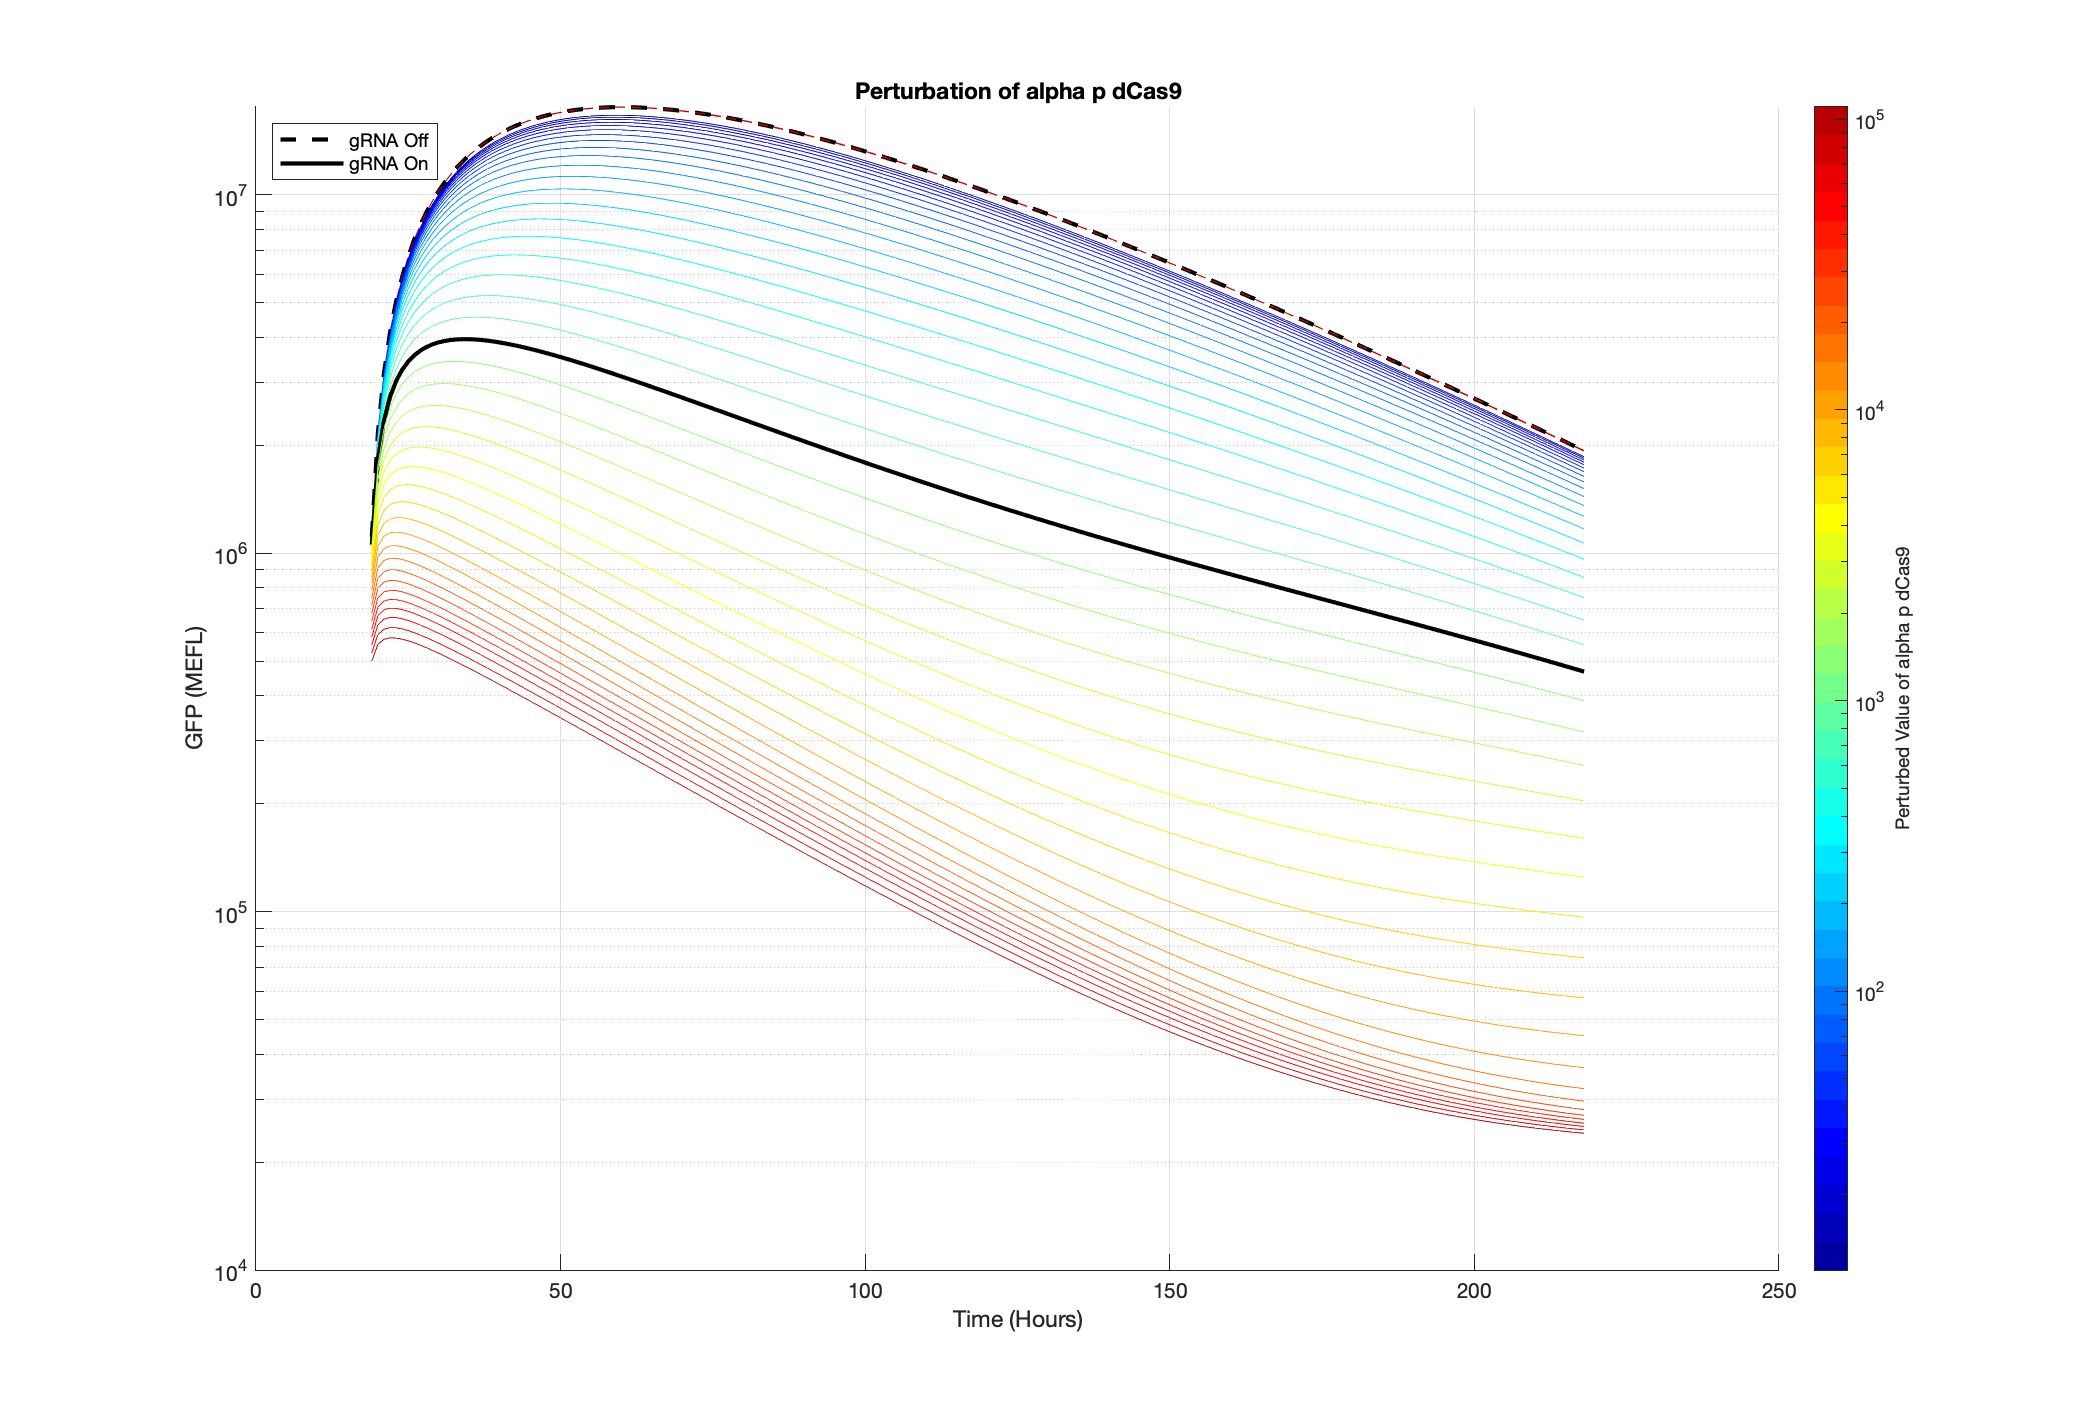 Perturbation of alpha p dCas9
gRNA Off
gRNA On
10^7
10^6
10^5
10^4
GFP (MEFL)
0 50 100 150 200 250
Time (Hours)
10^5
10^4
10^3
10^2
Perturbed Value of alpha p dCas9